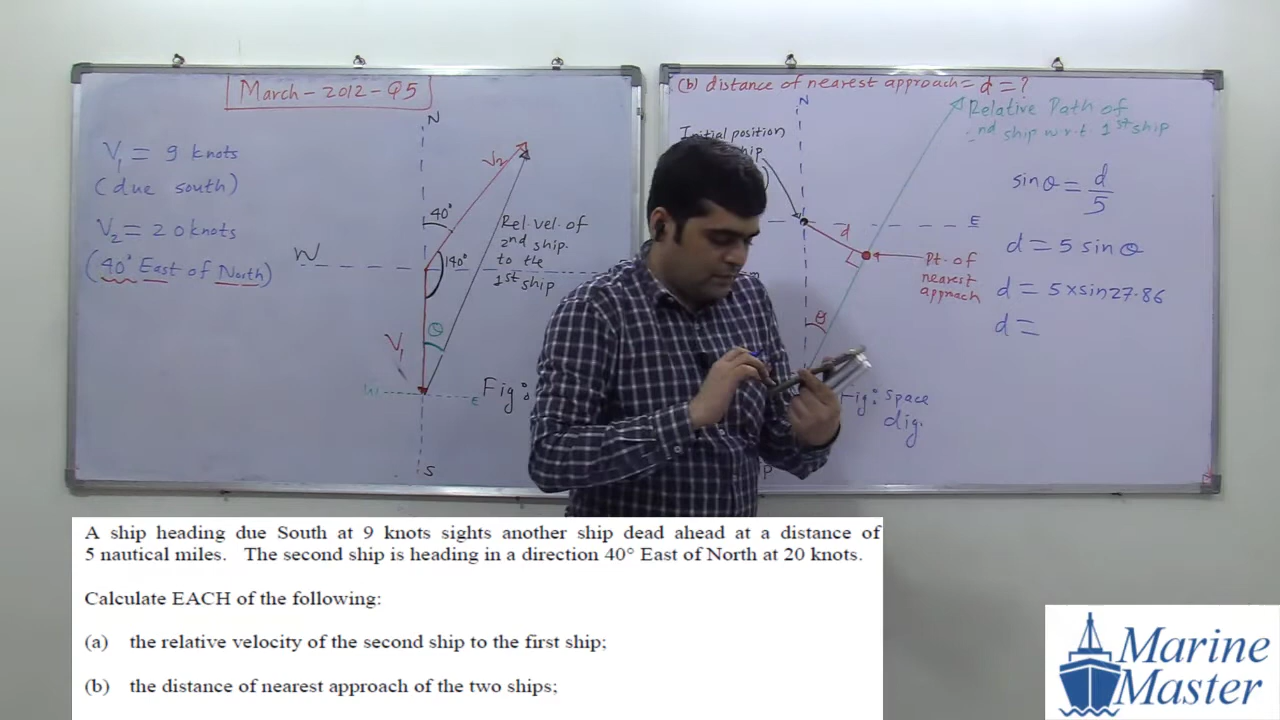 March-2012-Q5
V1 = 9 knots
(due south)
V2 = 20 knots
(40° East of North)
N
V2
40°
140°
W
Rel. vel. of
2nd ship.
to the
1st ship
V1
θ
W
E
Fig:
S
(b) distance of nearest approach = d = ?
N
Relative Path of
nd ship w.r.t. 1st ship
Initial position
hip
E
d
Pt. of
nearest
approach
θ
Fig: space
dig.
sinθ = d/5
d = 5 sinθ
d = 5 x sin 27.86
d =
A ship heading due South at 9 knots sights another ship dead ahead at a distance of
5 nautical miles. The second ship is heading in a direction 40° East of North at 20 knots.
Calculate EACH of the following:
(a) the relative velocity of the second ship to the first ship;
(b) the distance of nearest approach of the two ships;
Marine
Master